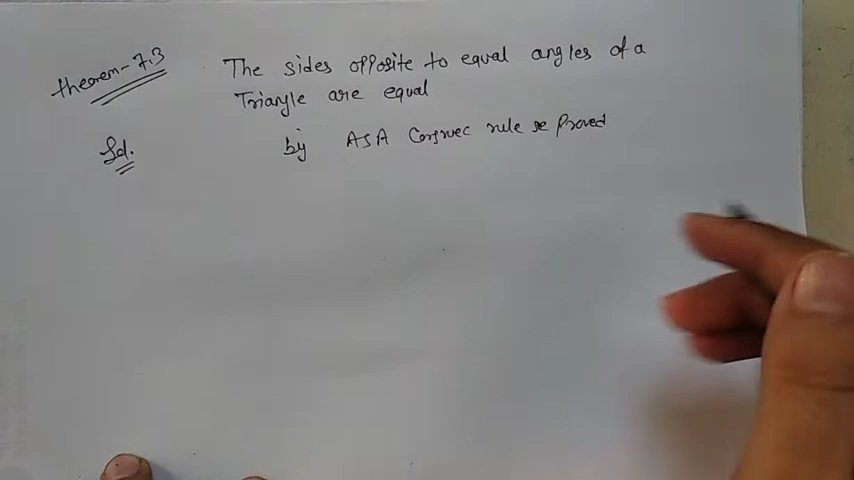 theorem-7.3 The sides opposite to equal angles of a
Triangle are equal
Sol. by ASA Congruec rule se Proved